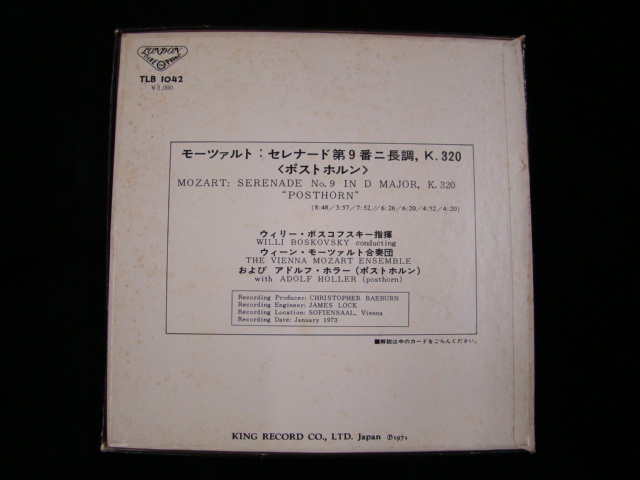 LONDON
TLB 1042
¥3,000
モーツァルト：セレナード第9番ニ長調, K.320
〈ポストホルン〉
MOZART: SERENADE No. 9 IN D MAJOR, K. 320
"POSTHORN"
(8:48／3:57／7:52／／6:26／6:20／4:52／4:20)
ウィリー・ボスコフスキー指揮
WILLI BOSKOVSKY conducting
ウィーン・モーツァルト合奏団
THE VIENNA MOZART ENSEMBLE
および アドルフ・ホラー（ポストホルン）
with ADOLF HOLLER (posthorn)
Recording Producer: CHRISTOPHER RAEBURN
Recording Engineer: JAMES LOCK
Recording Location: SOFIENSAAL, Vienna
Recording Date: January 1973
■解説は中のカードをごらんください。
KING RECORD CO., LTD. Japan ℗1974